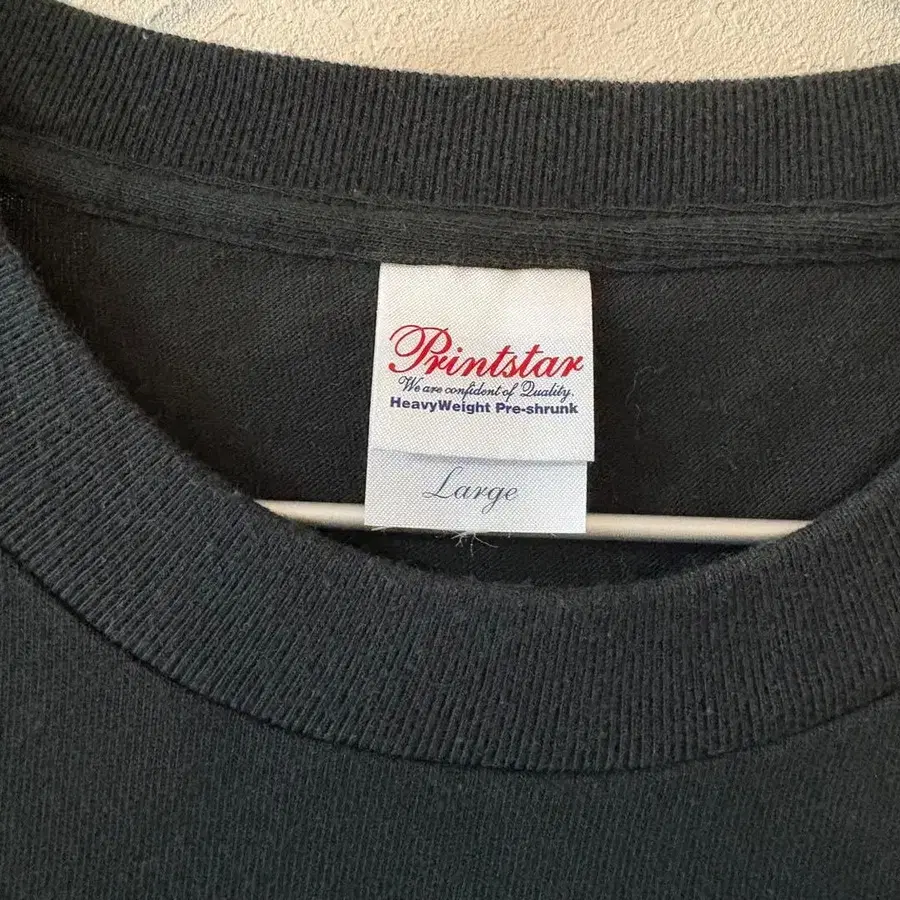 Printstar
We are confident of Quality.
HeavyWeight Pre-shrunk
Large